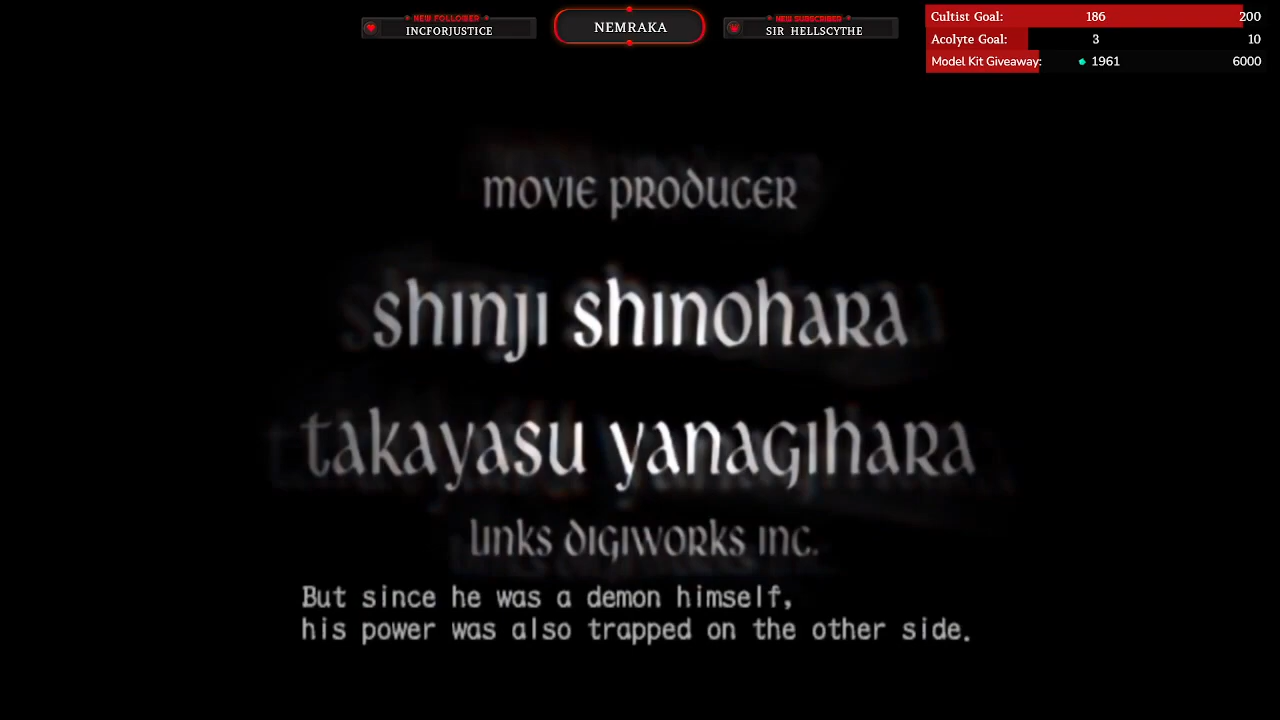 NEW FOLLOWER
INCFORJUSTICE
NEMRAKA
NEW SUBSCRIBER
SIR HELLSCYTHE
Cultist Goal: 186 200
Acolyte Goal: 3 10
Model Kit Giveaway: 1961 6000
movie producer
shinji shinohara
takayasu yanagihara
links digiworks inc.
But since he was a demon himself,
his power was also trapped on the other side.